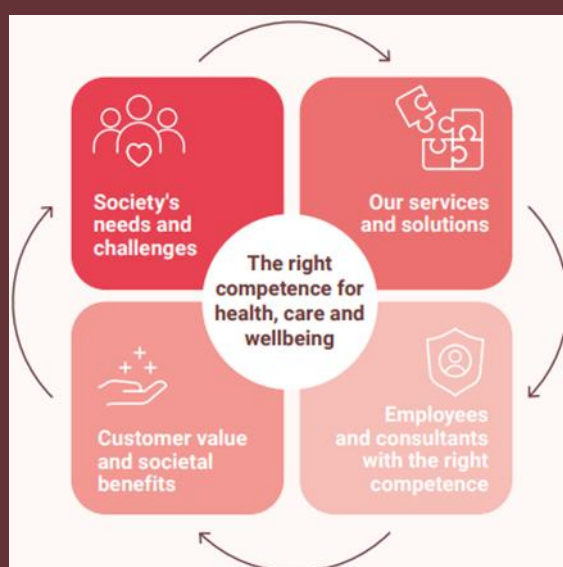 Society's
needs and
challenges
Our services
and solutions
The right
competence for
health, care and
wellbeing
Customer value
and societal
benefits
Employees
and consultants
with the right
competence